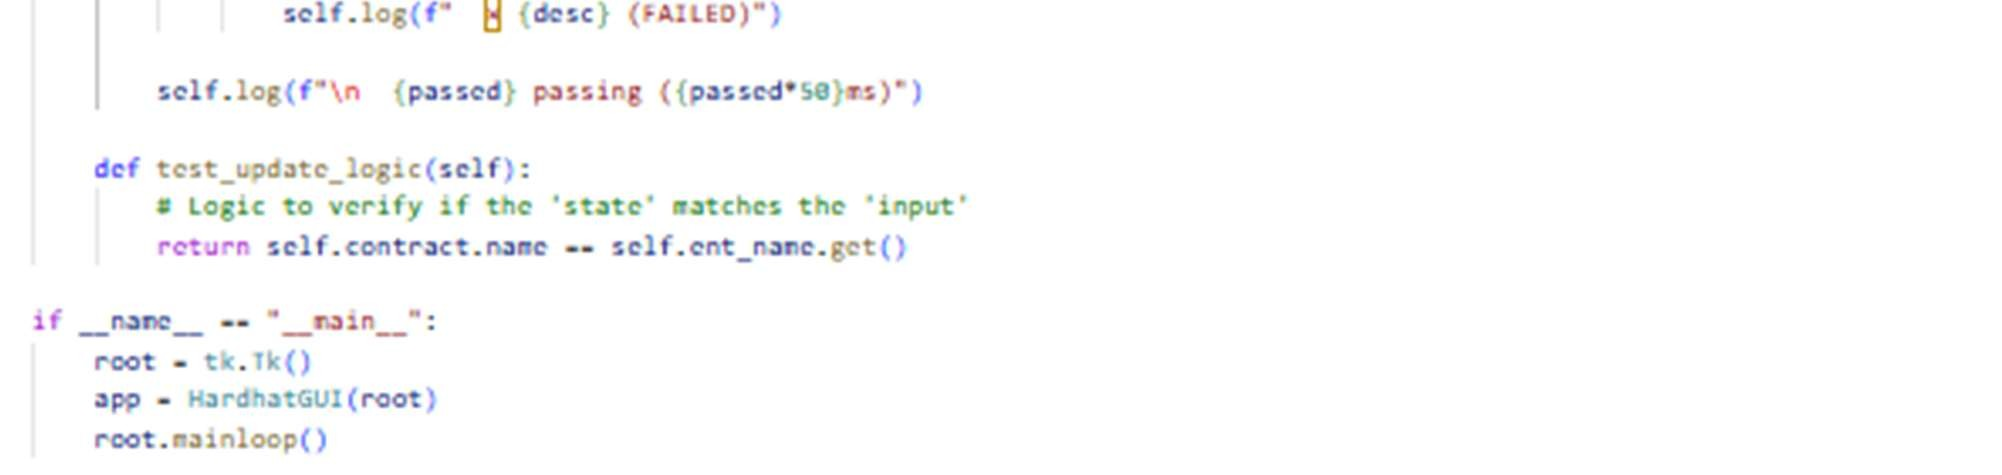 self.log(f"  × {desc} (FAILED)")
self.log(f"\n  {passed} passing ({passed*50}ms)")
def test_update_logic(self):
# Logic to verify if the 'state' matches the 'input'
return self.contract.name == self.ent_name.get()
if __name__ == "__main__":
root = tk.Tk()
app = HardhatGUI(root)
root.mainloop()